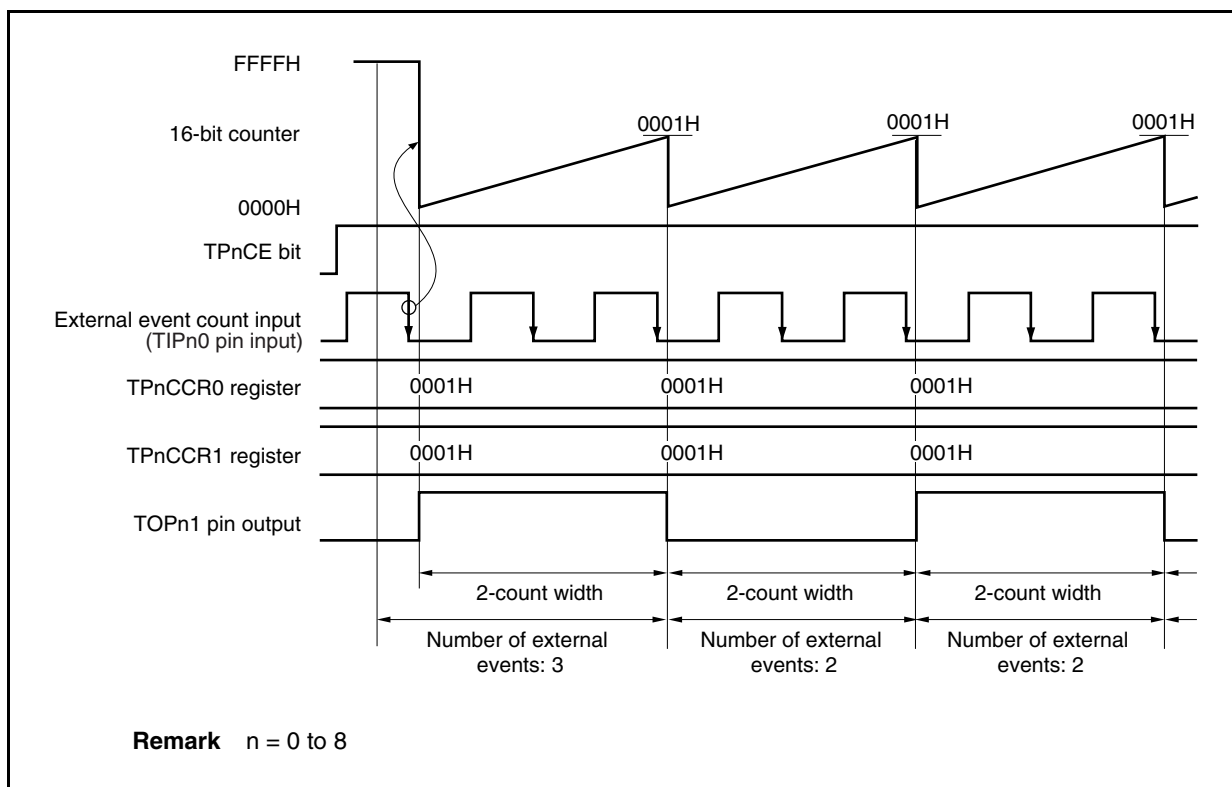 FFFFH
16-bit counter
0001H 0001H 0001H
0000H
TPnCE bit
External event count input
(TIPn0 pin input)
TPnCCR0 register 0001H 0001H 0001H
TPnCCR1 register 0001H 0001H 0001H
TOPn1 pin output
2-count width 2-count width 2-count width
Number of external Number of external Number of external
events: 3 events: 2 events: 2
Remark n = 0 to 8